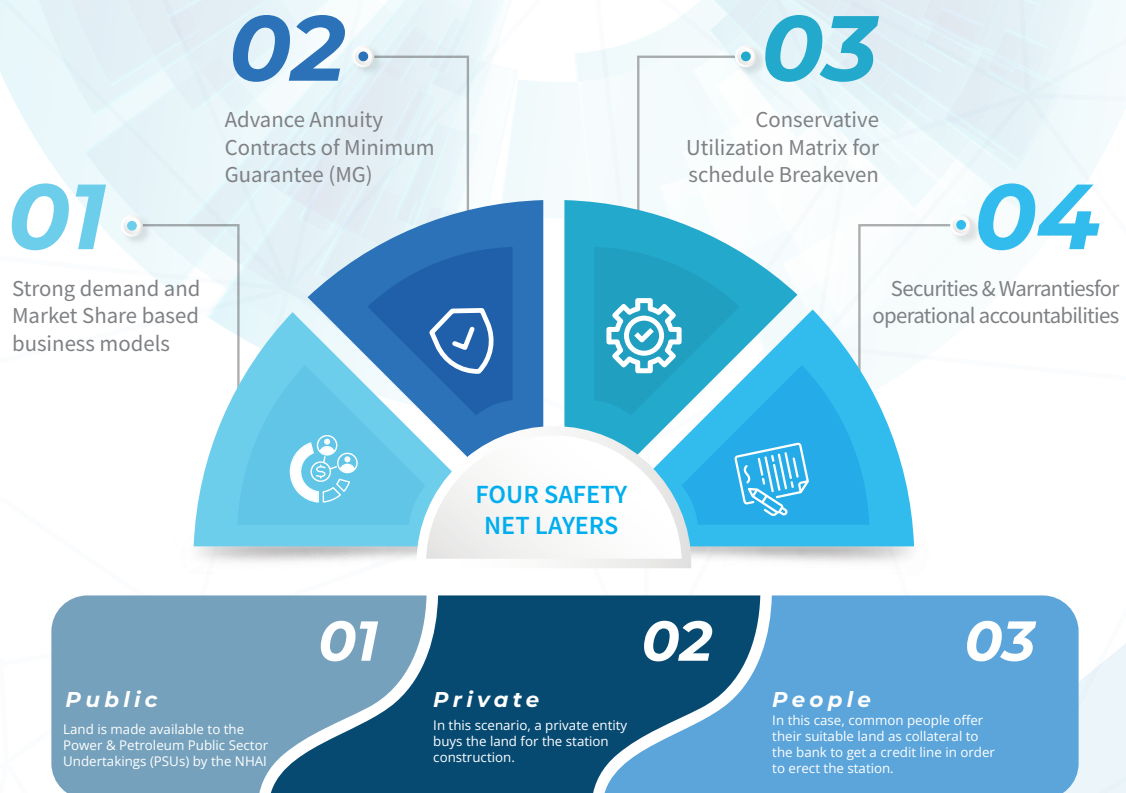 02
Advance Annuity
Contracts of Minimum
Guarantee (MG)
03
Conservative
Utilization Matrix for
schedule Breakeven
01
Strong demand and
Market Share based
business models
04
Securities & Warrantiesfor
operational accountabilities
FOUR SAFETY
NET LAYERS
01
Public
Land is made available to the
Power & Petroleum Public Sector
Undertakings (PSUs) by the NHAI
02
Private
In this scenario, a private entity
buys the land for the station
construction.
03
People
In this case, common people offer
their suitable land as collateral to
the bank to get a credit line in order
to erect the station.